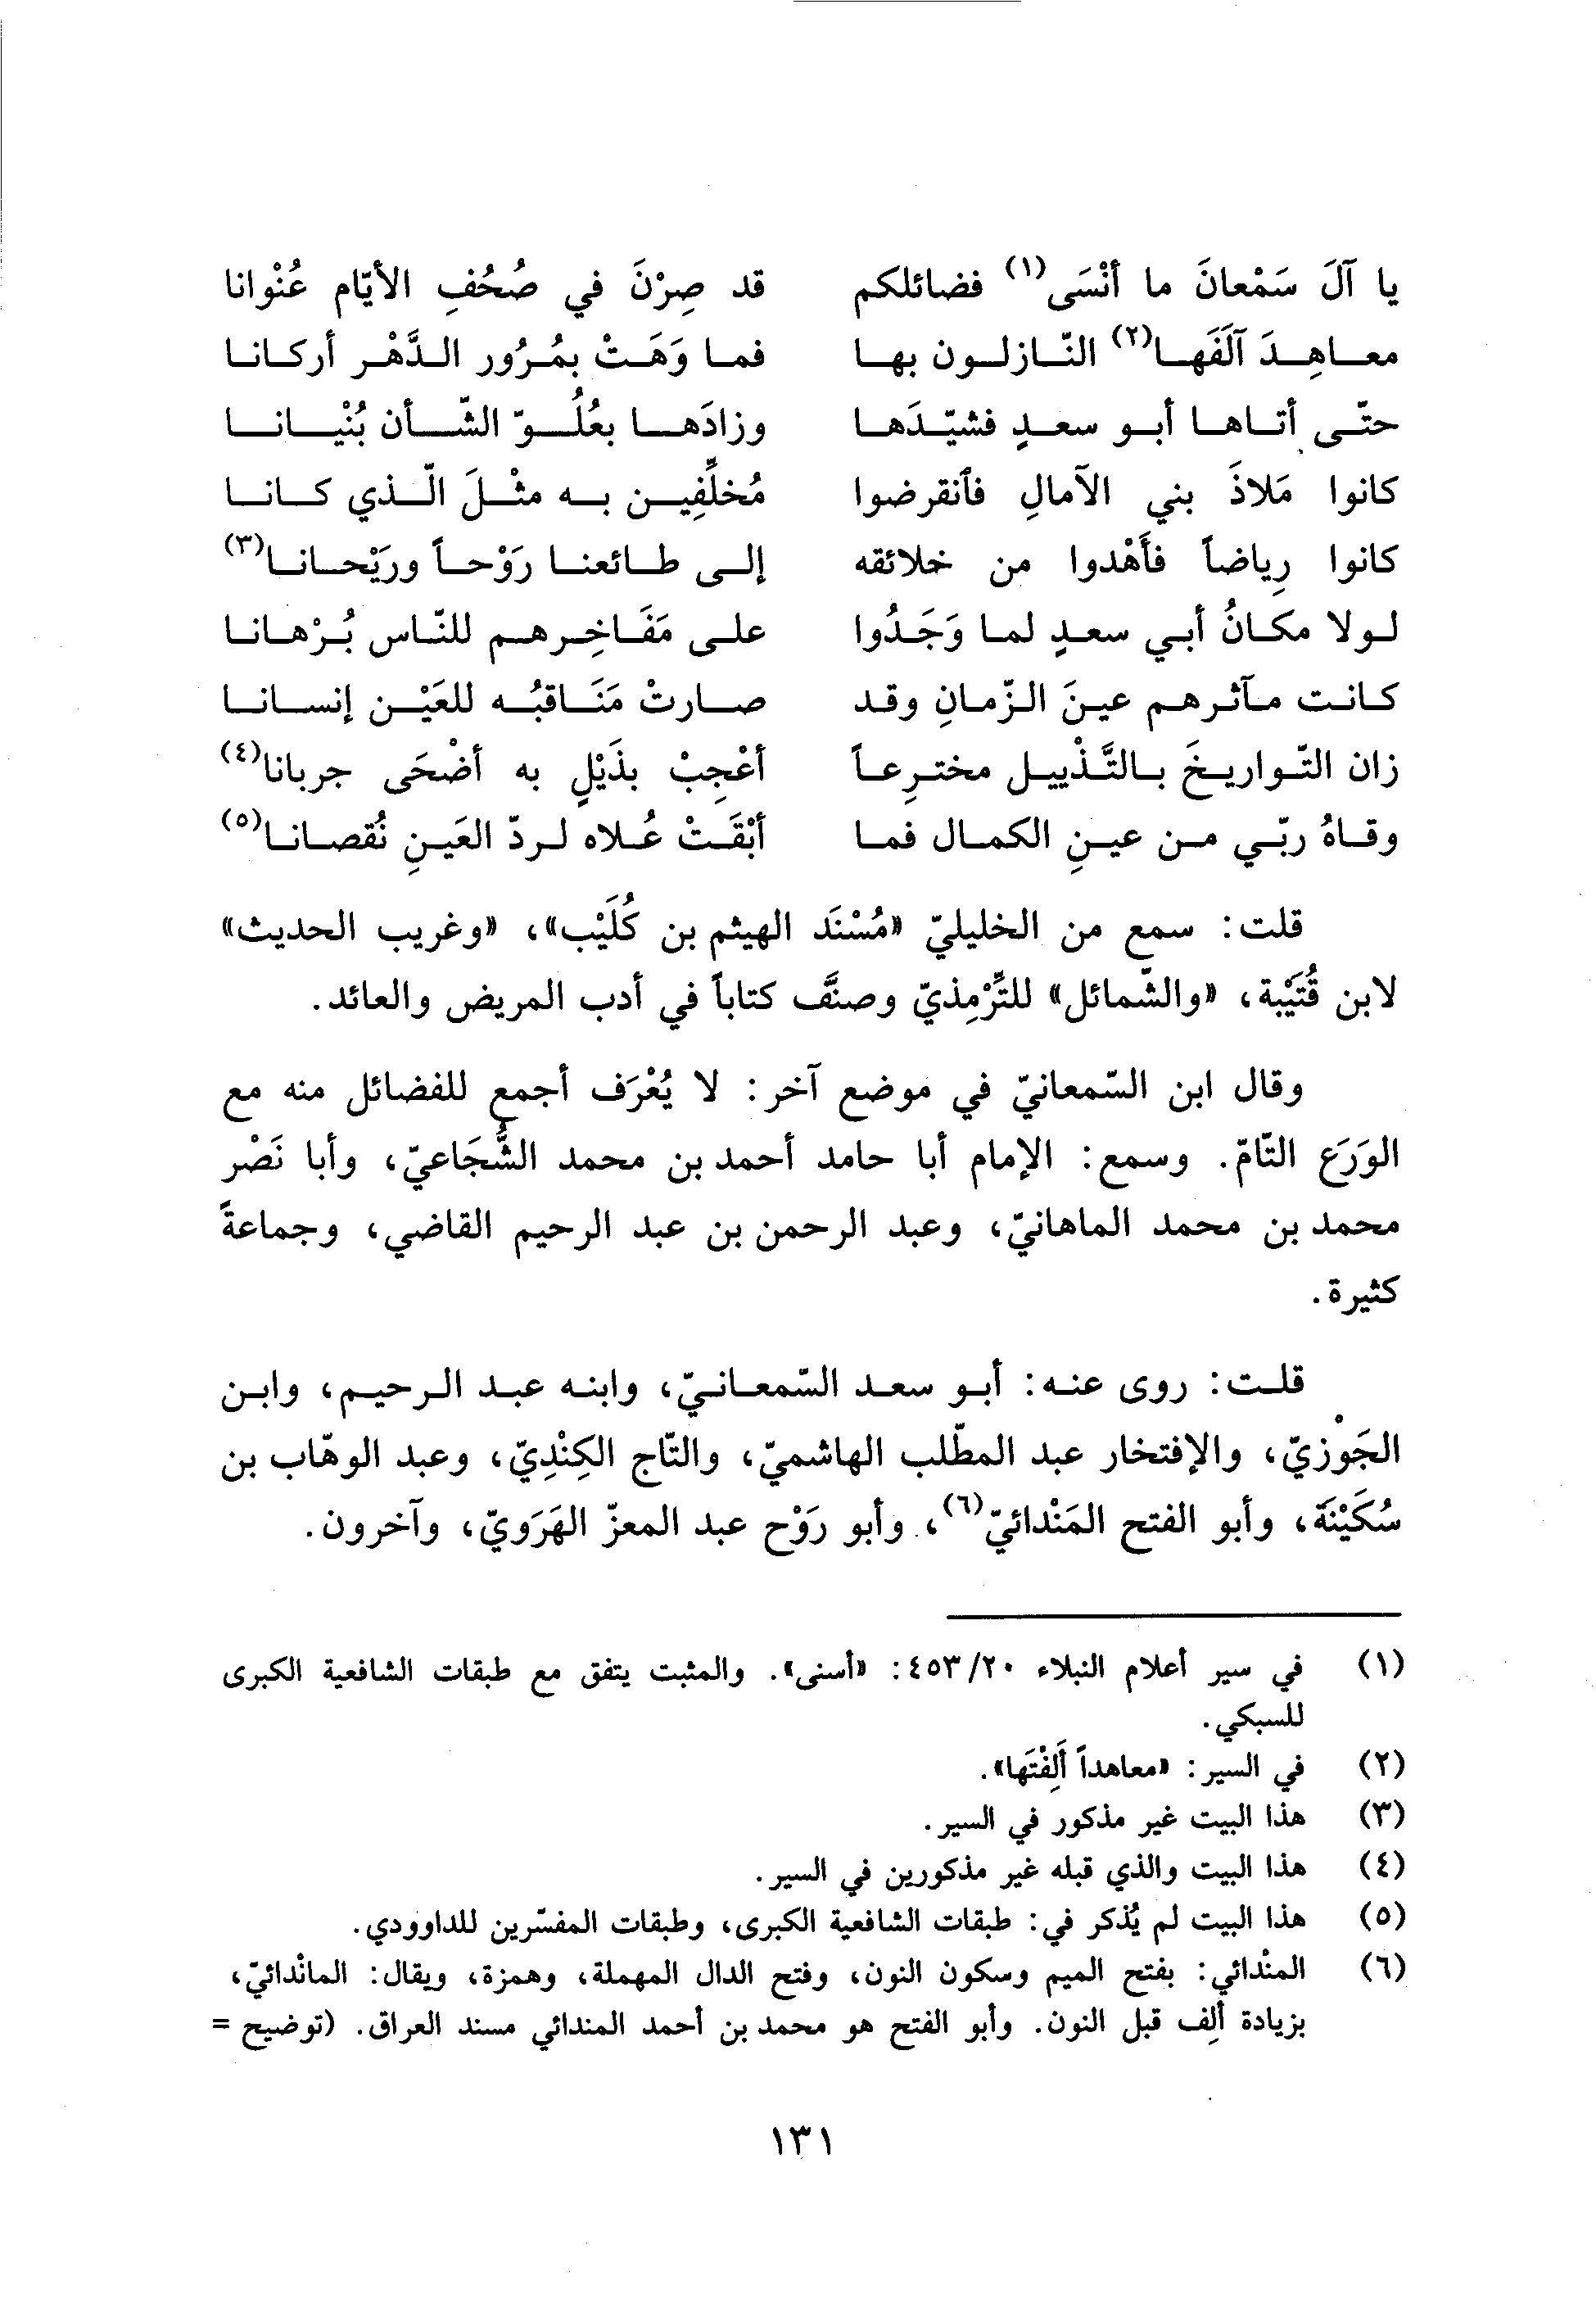 يا آلَ سَمْعانَ ما أنْسَى(١) فضائلكم قد صِرْنَ في صُحُفِ الأيّام عُنْوانا
معاهِدَ آلَفَها(٢) النّازلون بها فما وَهَتْ بمُرُور الدَّهْر أركانا
حتّى أتاها أبو سعدٍ فشيّدَها وزادَها بعُلُوّ الشّأن بُنْيانا
كانوا مَلاذَ بني الآمالِ فأنقرضوا مُخلِّفِين به مثْلَ الّذي كانا
كانوا رِياضاً فأَهْدوا من خلائقه إلى طائعنا رَوْحاً ورَيْحانا(٣)
لولا مكانُ أبي سعدٍ لما وَجَدُوا على مَفَاخِرهم للنّاس بُرْهانا
كانت مآثرهم عينَ الزّمانِ وقد صارتْ مَنَاقبُه للعَيْن إنسانا
زان التّواريخَ بالتَّذْييل مخترِعاً أعْجِبْ بذَيْلٍ به أضْحَى جربانا(٤)
وقاهُ ربّي من عينِ الكمال فما أبْقَتْ عُلاه لردّ العَينِ نُقصانا(٥)
قلت: سمع من الخليليّ «مُسْنَد الهيثم بن كُلَيْب»، «وغريب الحديث»
لابن قُتَيْبة، «والشّمائل» للتِّرْمِذيّ وصنَّف كتاباً في أدب المريض والعائد.
وقال ابن السّمعانيّ في موضع آخر: لا يُعْرَف أجمع للفضائل منه مع
الوَرَع التّامّ. وسمع: الإمام أبا حامد أحمد بن محمد الشُّجَاعيّ، وأبا نَصْر
محمد بن محمد الماهانيّ، وعبد الرحمن بن عبد الرحيم القاضي، وجماعةً
كثيرة.
قلت: روى عنه: أبو سعد السّمعانيّ، وابنه عبد الرحيم، وابن
الجَوْزيّ، والإفتخار عبد المطّلب الهاشميّ، والتّاج الكِنْدِيّ، وعبد الوهّاب بن
سُكَيْنَة، وأبو الفتح المَنْدائيّ(٦)، وأبو رَوْح عبد المعزّ الهَرَويّ، وآخرون.
(١) في سير أعلام النبلاء ٤٥٣/٢٠: «أسنى». والمثبت يتفق مع طبقات الشافعية الكبرى
للسبكي.
(٢) في السير: «معاهداً أَلِفْتَها».
(٣) هذا البيت غير مذكور في السير.
(٤) هذا البيت والذي قبله غير مذكورين في السير.
(٥) هذا البيت لم يُذكر في: طبقات الشافعية الكبرى، وطبقات المفسّرين للداوودي.
(٦) المنْدائي: بفتح الميم وسكون النون، وفتح الدال المهملة، وهمزة، ويقال: المانْدائيّ،
بزيادة ألِف قبل النون. وأبو الفتح هو محمد بن أحمد المندائي مسند العراق. (توضيح =
١٣١